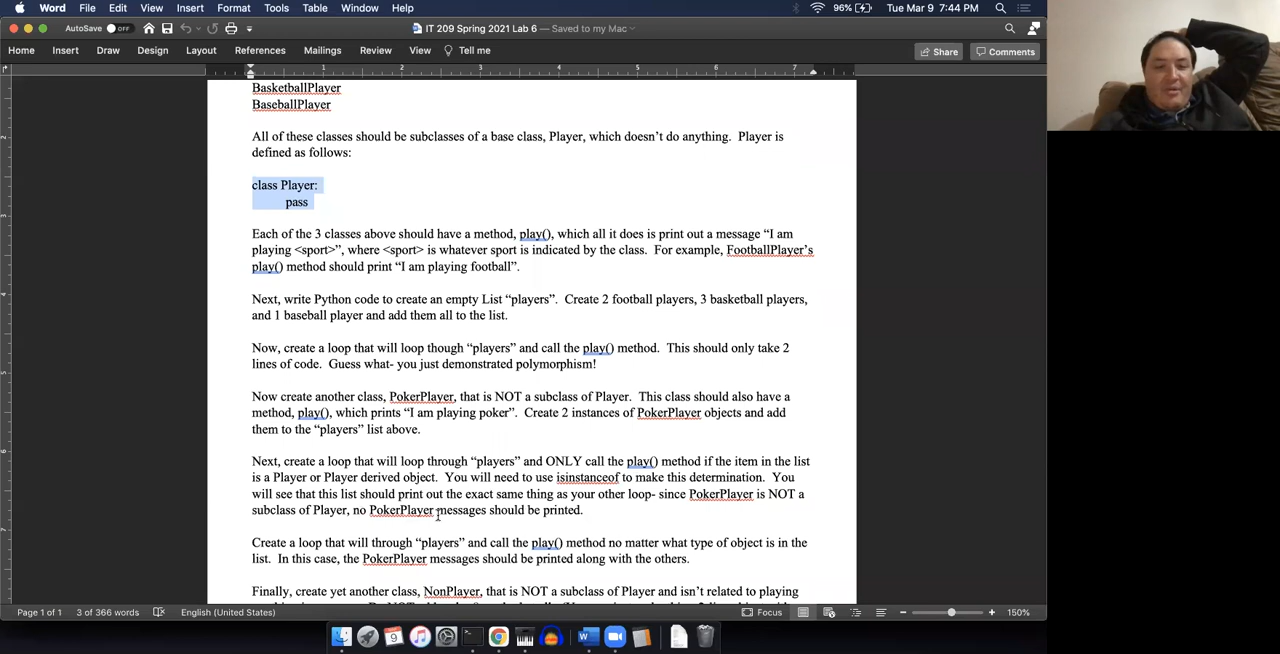 Word File Edit View Insert Format Tools Table Window Help 96% Tue Mar 9 7:44 PM
AutoSave OFF IT 209 Spring 2021 Lab 6 — Saved to my Mac
Home Insert Draw Design Layout References Mailings Review View Tell me Share Comments
1 2 3 4 5 6 7
BasketballPlayer
BaseballPlayer
All of these classes should be subclasses of a base class, Player, which doesn't do anything. Player is
defined as follows:
class Player:
pass
Each of the 3 classes above should have a method, play(), which all it does is print out a message “I am
playing <sport>”, where <sport> is whatever sport is indicated by the class. For example, FootballPlayer’s
play() method should print “I am playing football”.
Next, write Python code to create an empty List “players”. Create 2 football players, 3 basketball players,
and 1 baseball player and add them all to the list.
Now, create a loop that will loop though “players” and call the play() method. This should only take 2
lines of code. Guess what- you just demonstrated polymorphism!
Now create another class, PokerPlayer, that is NOT a subclass of Player. This class should also have a
method, play(), which prints “I am playing poker”. Create 2 instances of PokerPlayer objects and add
them to the “players” list above.
Next, create a loop that will loop through “players” and ONLY call the play() method if the item in the list
is a Player or Player derived object. You will need to use isinstanceof to make this determination. You
will see that this list should print out the exact same thing as your other loop- since PokerPlayer is NOT a
subclass of Player, no PokerPlayer messages should be printed.
Create a loop that will through “players” and call the play() method no matter what type of object is in the
list. In this case, the PokerPlayer messages should be printed along with the others.
Finally, create yet another class, NonPlayer, that is NOT a subclass of Player and isn’t related to playing
Page 1 of 1 3 of 366 words English (United States) Focus 150%
9